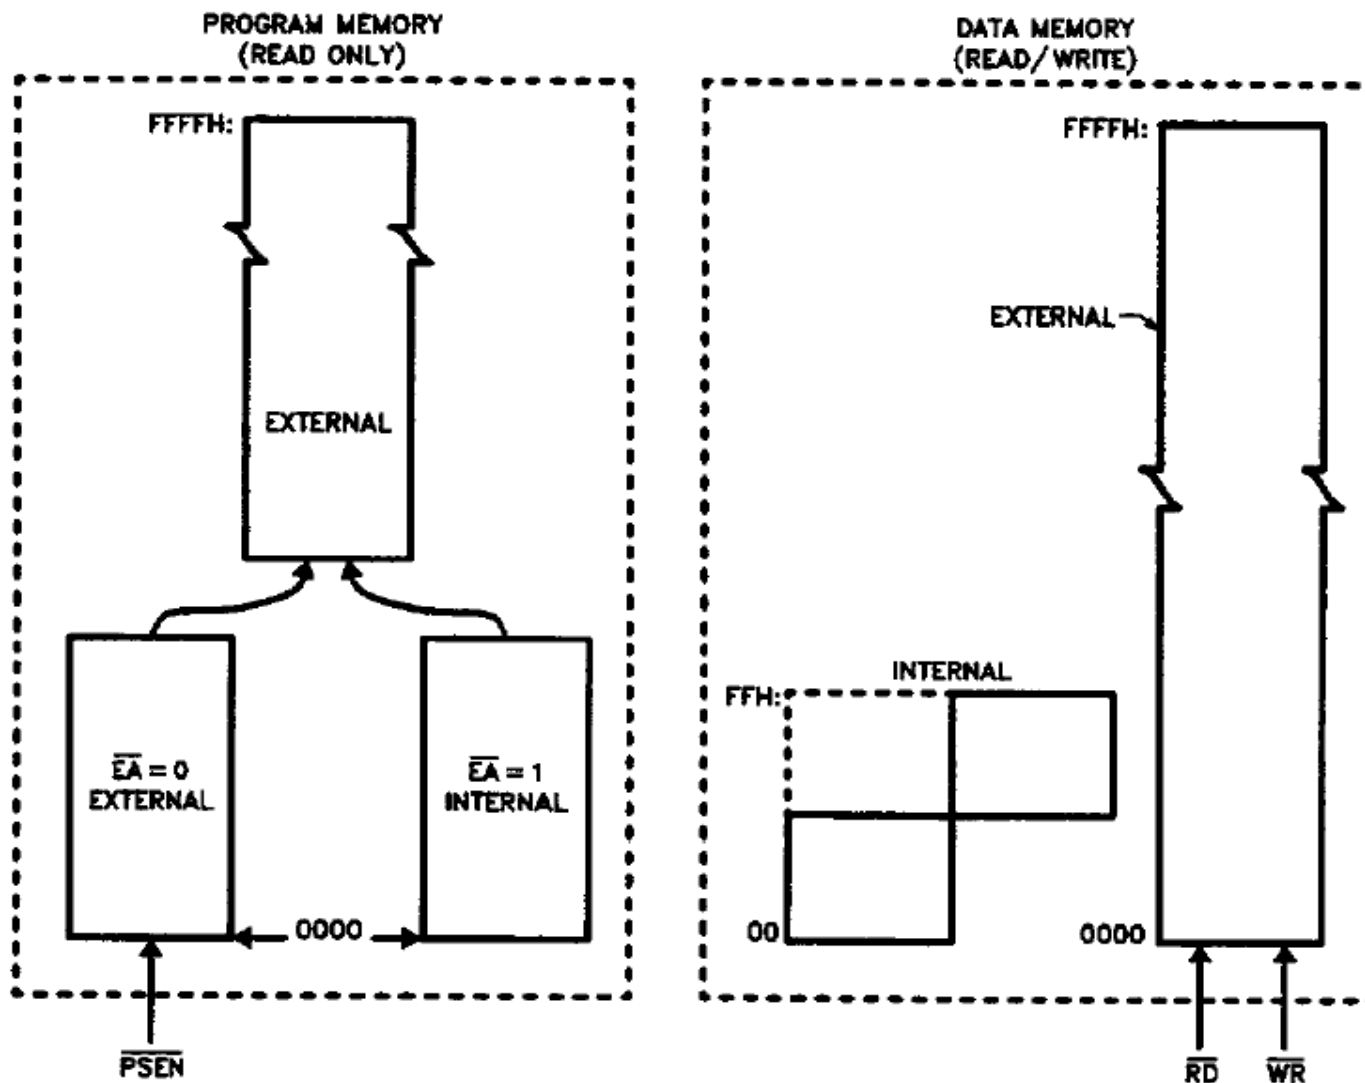 PROGRAM MEMORY
(READ ONLY)
FFFFH:
EXTERNAL
EA = 0
EXTERNAL
EA = 1
INTERNAL
0000
PSEN
DATA MEMORY
(READ/WRITE)
FFFFH:
EXTERNAL
INTERNAL
FFH:
00
0000
RD
WR